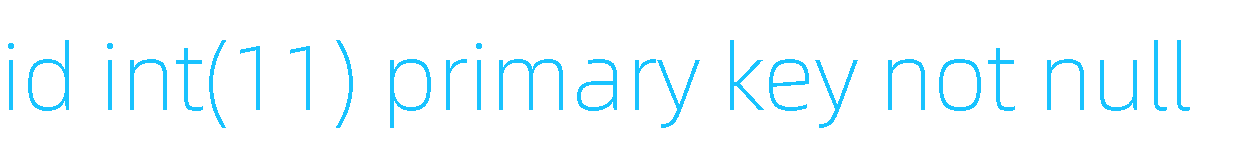 id int(11) primary key not null